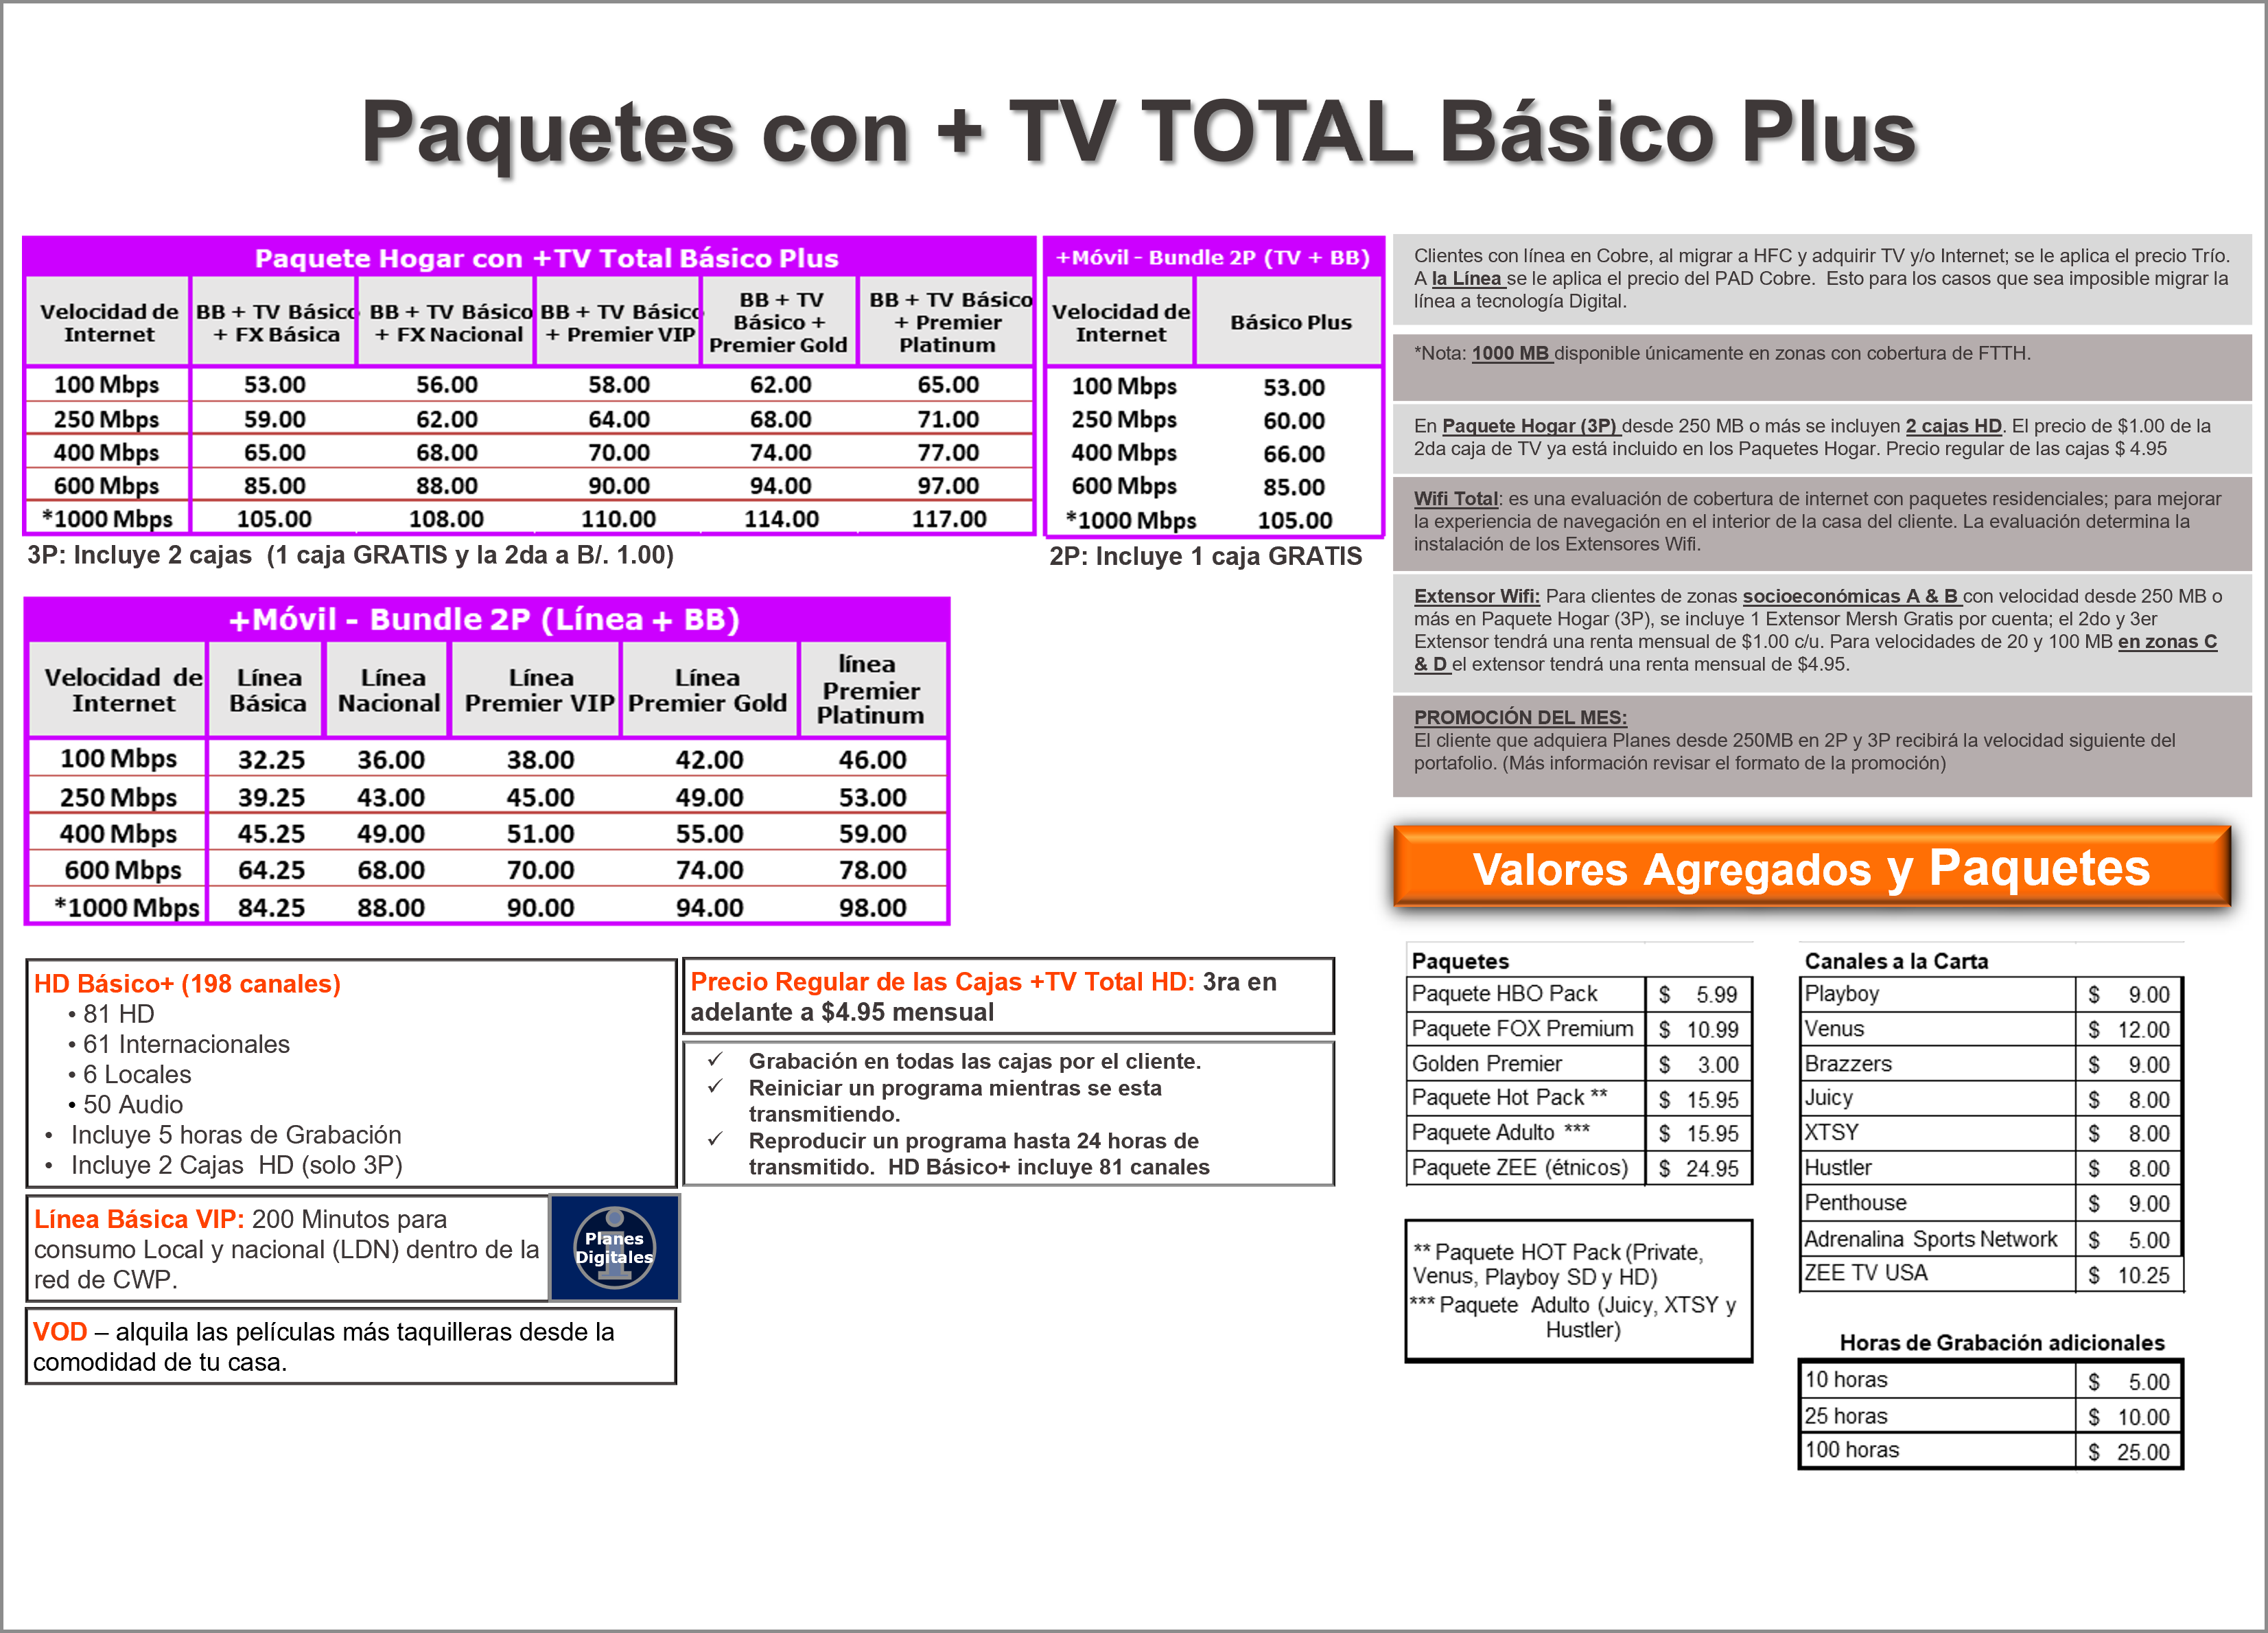 Paquetes con + TV TOTAL Básico Plus
Paquete Hogar con +TV Total Básico Plus
Velocidad de Internet | BB + TV Básico + FX Básica | BB + TV Básico + FX Nacional | BB + TV Básico + Premier VIP | BB + TV Básico + Premier Gold | BB + TV Básico + Premier Platinum
100 Mbps 53.00 56.00 58.00 62.00 65.00
250 Mbps 59.00 62.00 64.00 68.00 71.00
400 Mbps 65.00 68.00 70.00 74.00 77.00
600 Mbps 85.00 88.00 90.00 94.00 97.00
*1000 Mbps 105.00 108.00 110.00 114.00 117.00
3P: Incluye 2 cajas (1 caja GRATIS y la 2da a B/. 1.00)
+Móvil - Bundle 2P (TV + BB)
Velocidad de Internet | Básico Plus
100 Mbps 53.00
250 Mbps 60.00
400 Mbps 66.00
600 Mbps 85.00
*1000 Mbps 105.00
2P: Incluye 1 caja GRATIS
+Móvil - Bundle 2P (Línea + BB)
Velocidad de Internet | Línea Básica | Línea Nacional | Línea Premier VIP | Línea Premier Gold | línea Premier Platinum
100 Mbps 32.25 36.00 38.00 42.00 46.00
250 Mbps 39.25 43.00 45.00 49.00 53.00
400 Mbps 45.25 49.00 51.00 55.00 59.00
600 Mbps 64.25 68.00 70.00 74.00 78.00
*1000 Mbps 84.25 88.00 90.00 94.00 98.00
HD Básico+ (198 canales)
• 81 HD
• 61 Internacionales
• 6 Locales
• 50 Audio
• Incluye 5 horas de Grabación
• Incluye 2 Cajas HD (solo 3P)
Línea Básica VIP: 200 Minutos para
consumo Local y nacional (LDN) dentro de la
red de CWP.
Planes
Digitales
VOD – alquila las películas más taquilleras desde la
comodidad de tu casa.
Precio Regular de las Cajas +TV Total HD: 3ra en
adelante a $4.95 mensual
✓ Grabación en todas las cajas por el cliente.
✓ Reiniciar un programa mientras se esta
transmitiendo.
✓ Reproducir un programa hasta 24 horas de
transmitido. HD Básico+ incluye 81 canales
Clientes con línea en Cobre, al migrar a HFC y adquirir TV y/o Internet; se le aplica el precio Trío.
A la Línea se le aplica el precio del PAD Cobre. Esto para los casos que sea imposible migrar la
línea a tecnología Digital.
*Nota: 1000 MB disponible únicamente en zonas con cobertura de FTTH.
En Paquete Hogar (3P) desde 250 MB o más se incluyen 2 cajas HD. El precio de $1.00 de la
2da caja de TV ya está incluido en los Paquetes Hogar. Precio regular de las cajas $ 4.95
Wifi Total: es una evaluación de cobertura de internet con paquetes residenciales; para mejorar
la experiencia de navegación en el interior de la casa del cliente. La evaluación determina la
instalación de los Extensores Wifi.
Extensor Wifi: Para clientes de zonas socioeconómicas A & B con velocidad desde 250 MB o
más en Paquete Hogar (3P), se incluye 1 Extensor Mersh Gratis por cuenta; el 2do y 3er
Extensor tendrá una renta mensual de $1.00 c/u. Para velocidades de 20 y 100 MB en zonas C
& D el extensor tendrá una renta mensual de $4.95.
PROMOCIÓN DEL MES:
El cliente que adquiera Planes desde 250MB en 2P y 3P recibirá la velocidad siguiente del
portafolio. (Más información revisar el formato de la promoción)
Valores Agregados y Paquetes
Paquetes
Paquete HBO Pack $ 5.99
Paquete FOX Premium $ 10.99
Golden Premier $ 3.00
Paquete Hot Pack ** $ 15.95
Paquete Adulto *** $ 15.95
Paquete ZEE (étnicos) $ 24.95
** Paquete HOT Pack (Private,
Venus, Playboy SD y HD)
*** Paquete Adulto (Juicy, XTSY y
Hustler)
Canales a la Carta
Playboy $ 9.00
Venus $ 12.00
Brazzers $ 9.00
Juicy $ 8.00
XTSY $ 8.00
Hustler $ 8.00
Penthouse $ 9.00
Adrenalina Sports Network $ 5.00
ZEE TV USA $ 10.25
Horas de Grabación adicionales
10 horas $ 5.00
25 horas $ 10.00
100 horas $ 25.00